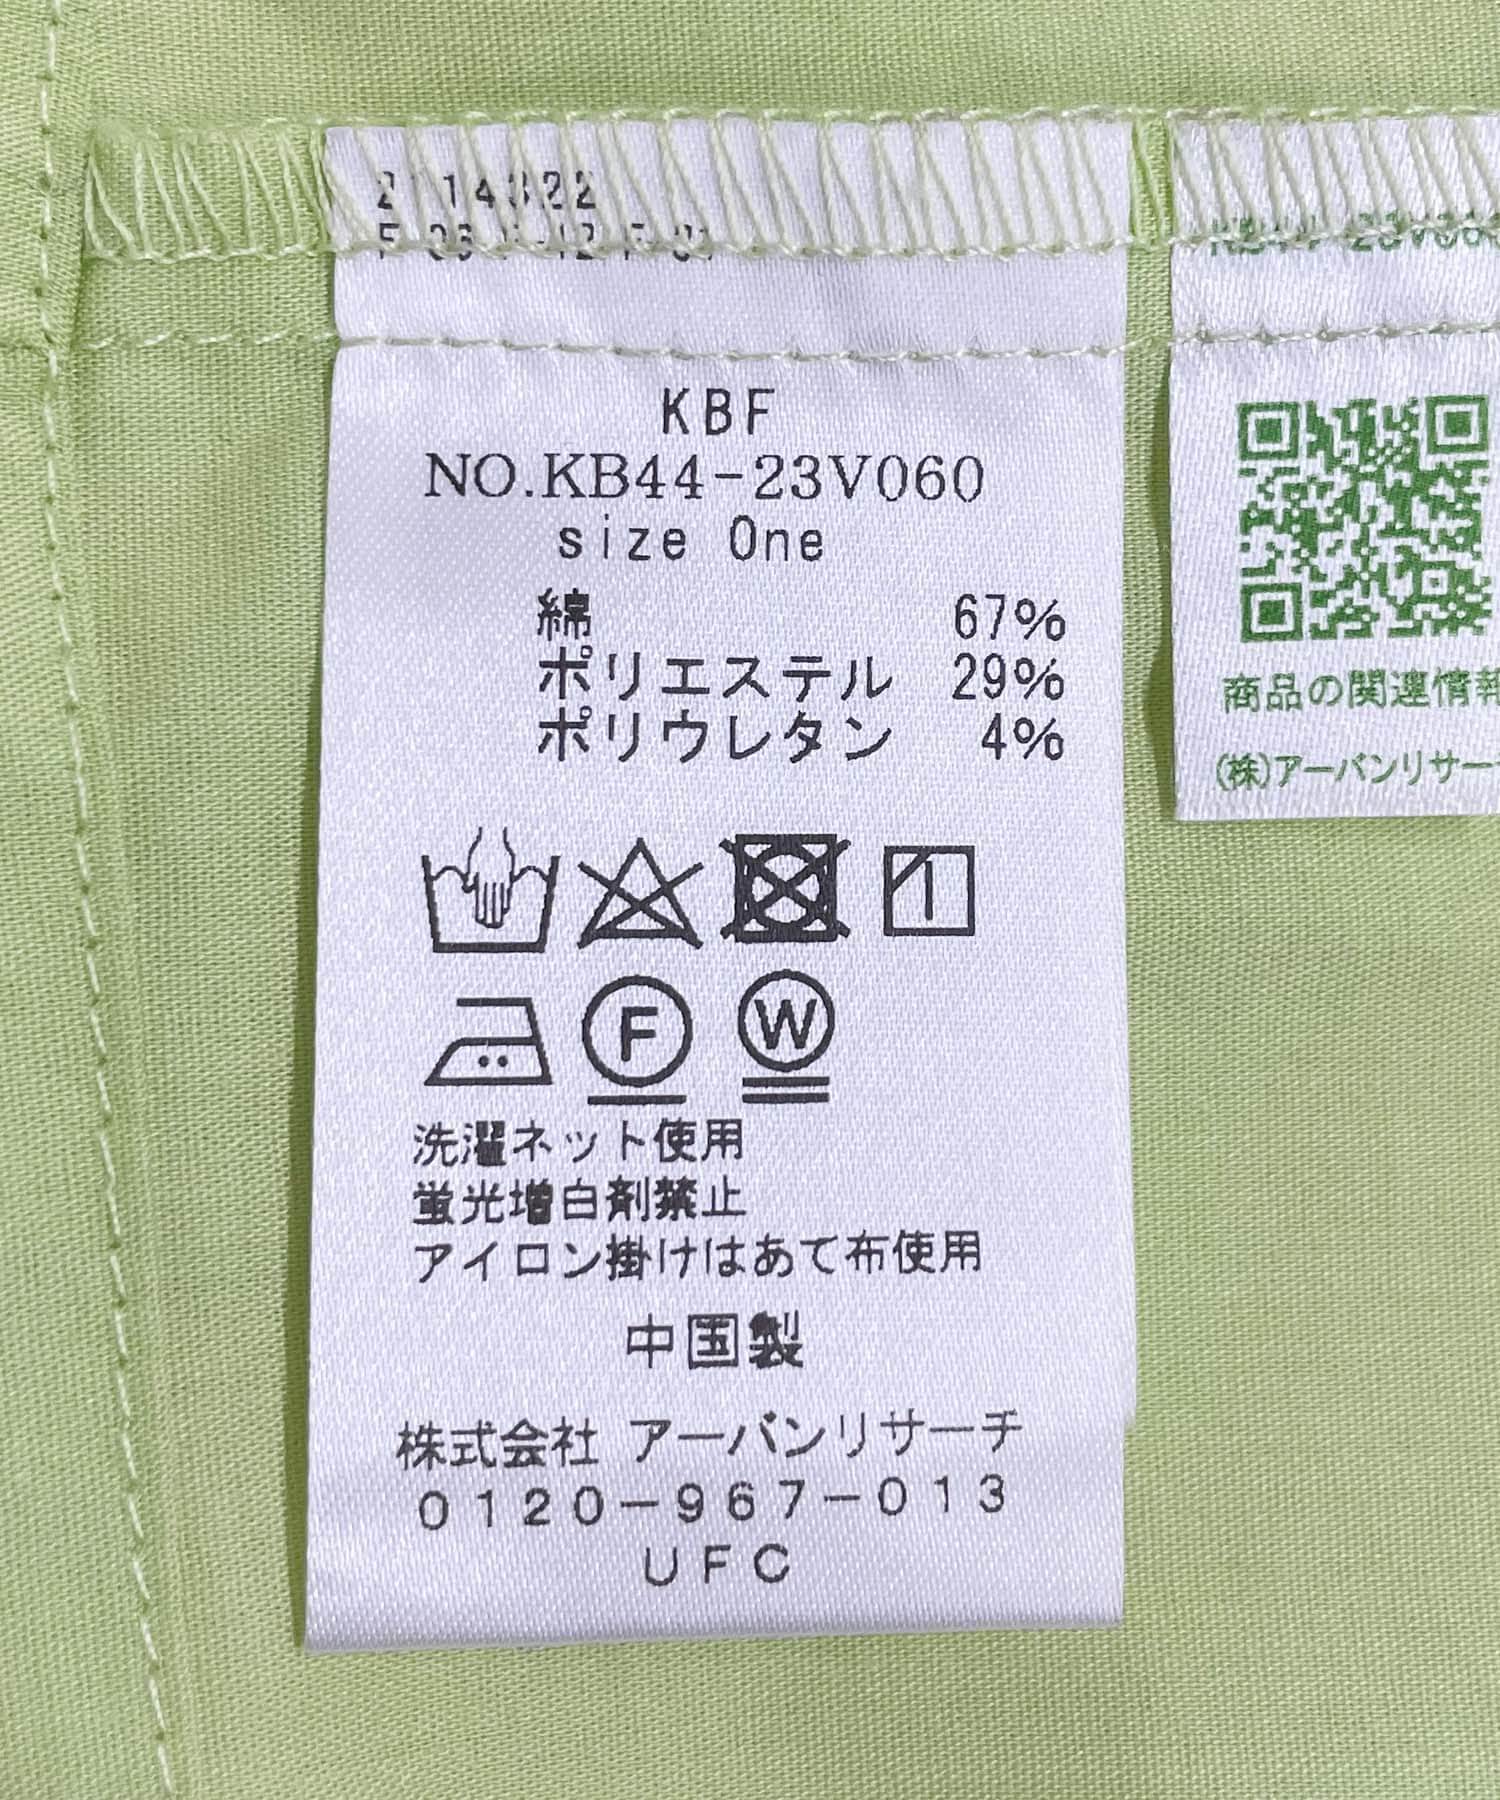 KBF
NO.KB44-23V060
size One
綿 67%
ポリエステル 29%
ポリウレタン 4%
F
W
洗濯ネット使用
蛍光増白剤禁止
アイロン掛けはあて布使用
中国製
株式会社 アーバンリサーチ
0120-967-013
UFC
KB44-23V060
商品の関連情報
(株)アーバンリサー